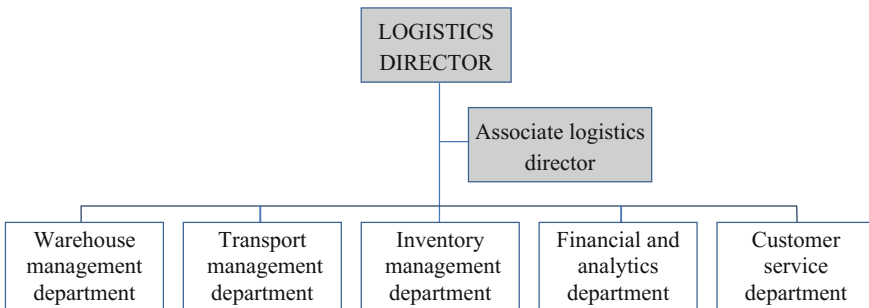 LOGISTICS
DIRECTOR
Associate logistics
director
Warehouse
management
department
Transport
management
department
Inventory
management
department
Financial and
analytics
department
Customer
service
department